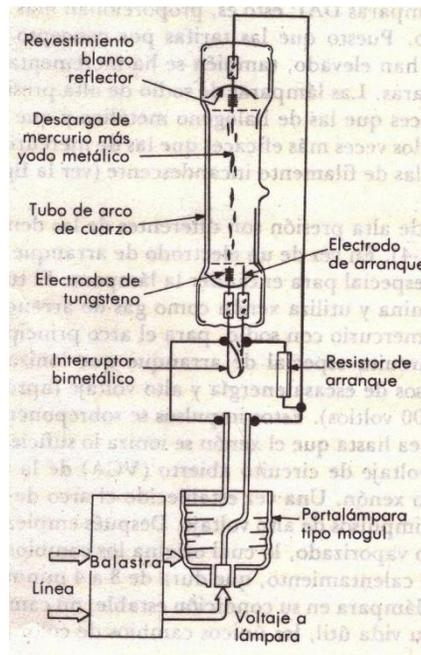 Revestimiento
blanco
reflector
Descarga de
mercurio más
yodo metálico
Tubo de arco
de cuarzo
Electrodo
de arranque
Electrodos de
tungsteno
Interruptor
bimetálico
Resistor de
arranque
Portalámpara
tipo mogul
Balastra
Línea
Voltaje a
lámpara